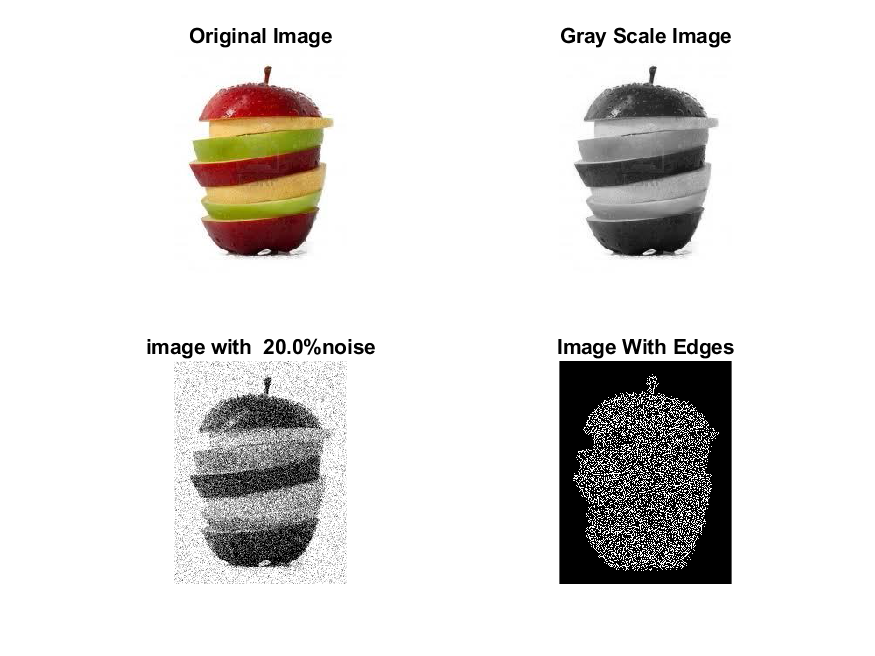 Original Image
Gray Scale Image
image with  20.0%noise
Image With Edges